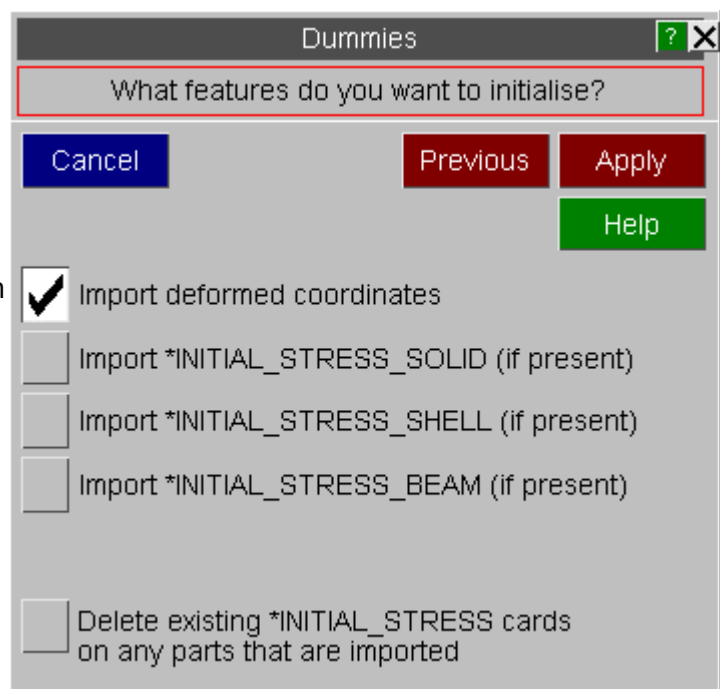 Dummies ?
What features do you want to initialise?
Cancel Previous Apply
Help
Import deformed coordinates
Import *INITIAL_STRESS_SOLID (if present)
Import *INITIAL_STRESS_SHELL (if present)
Import *INITIAL_STRESS_BEAM (if present)
Delete existing *INITIAL_STRESS cards
on any parts that are imported